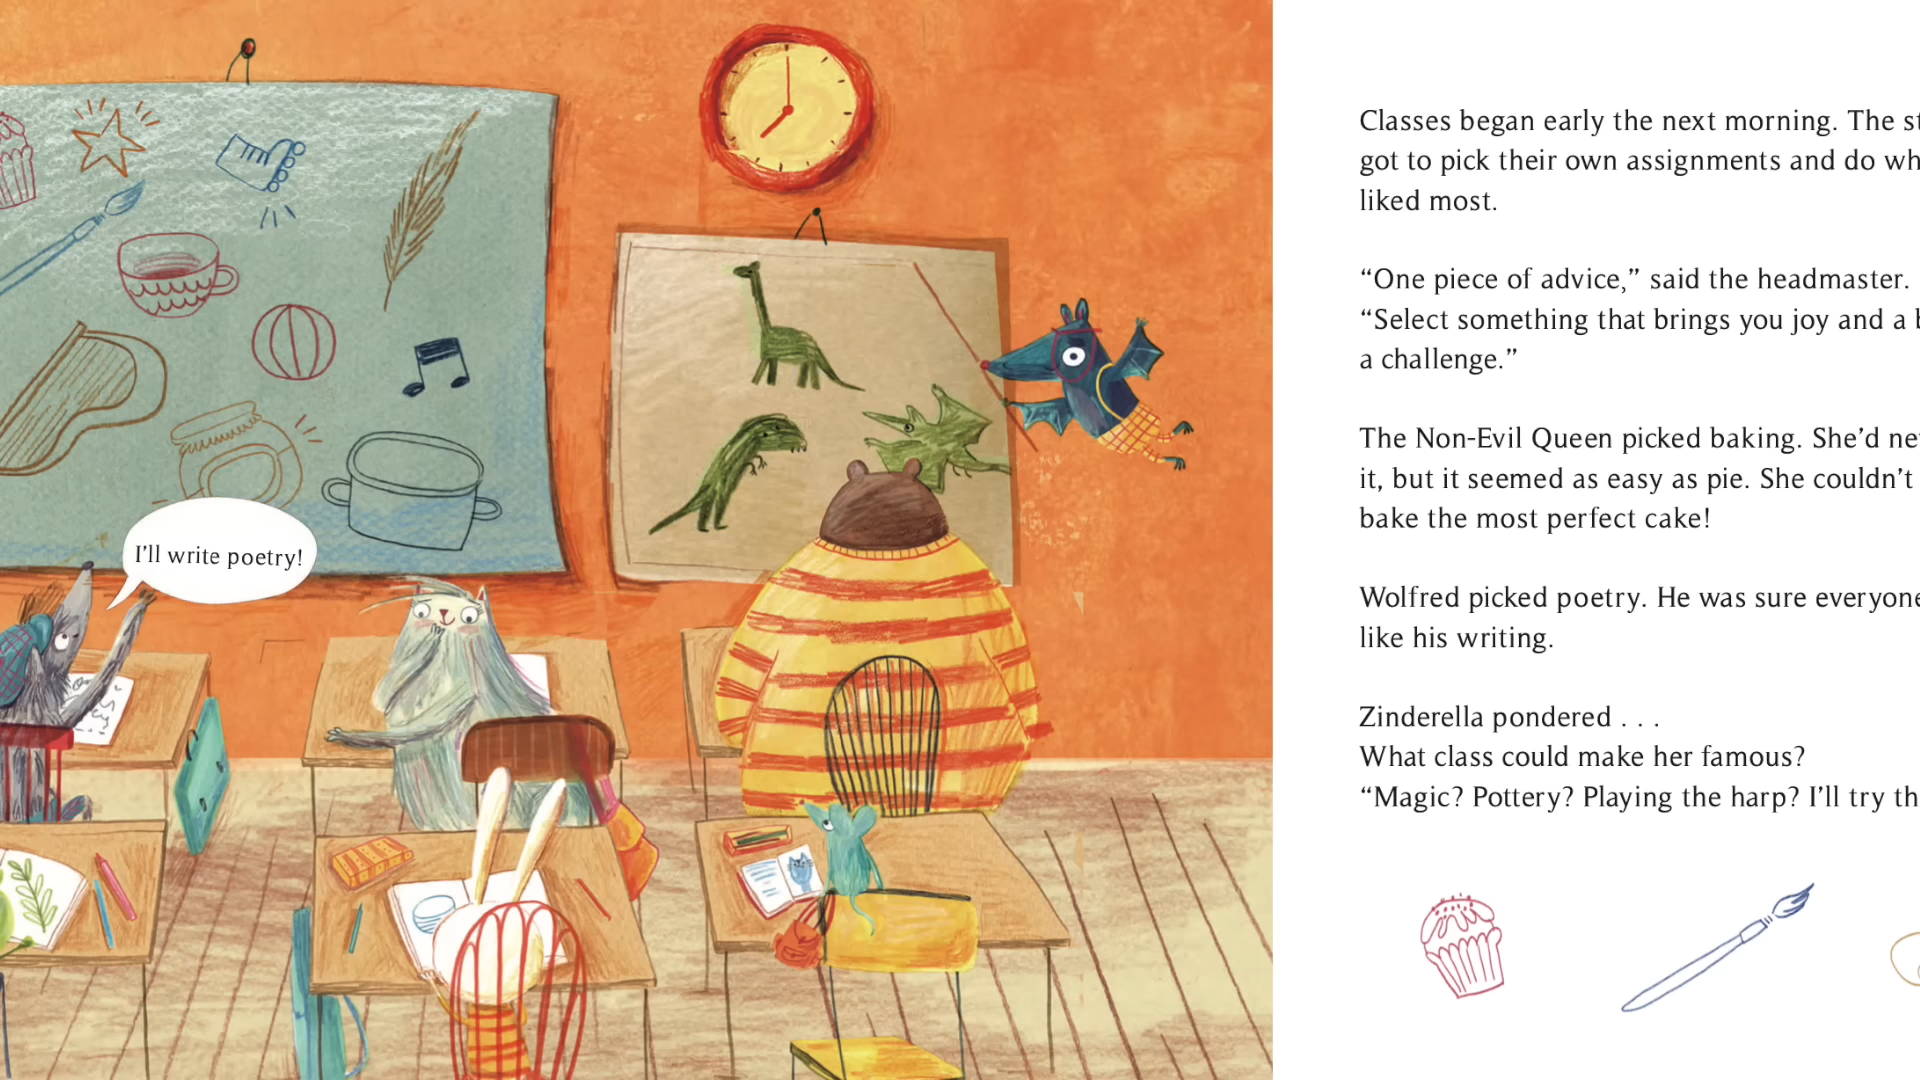 I'll write poetry!
Classes began early the next morning. The
got to pick their own assignments and do
liked most.
“One piece of advice,” said the headmaster.
“Select something that brings you joy and a
a challenge.”
The Non-Evil Queen picked baking. She’d
it, but it seemed as easy as pie. She couldn’t
bake the most perfect cake!
Wolfred picked poetry. He was sure everyone
like his writing.
Zinderella pondered . . .
What class could make her famous?
“Magic? Pottery? Playing the harp? I’ll try